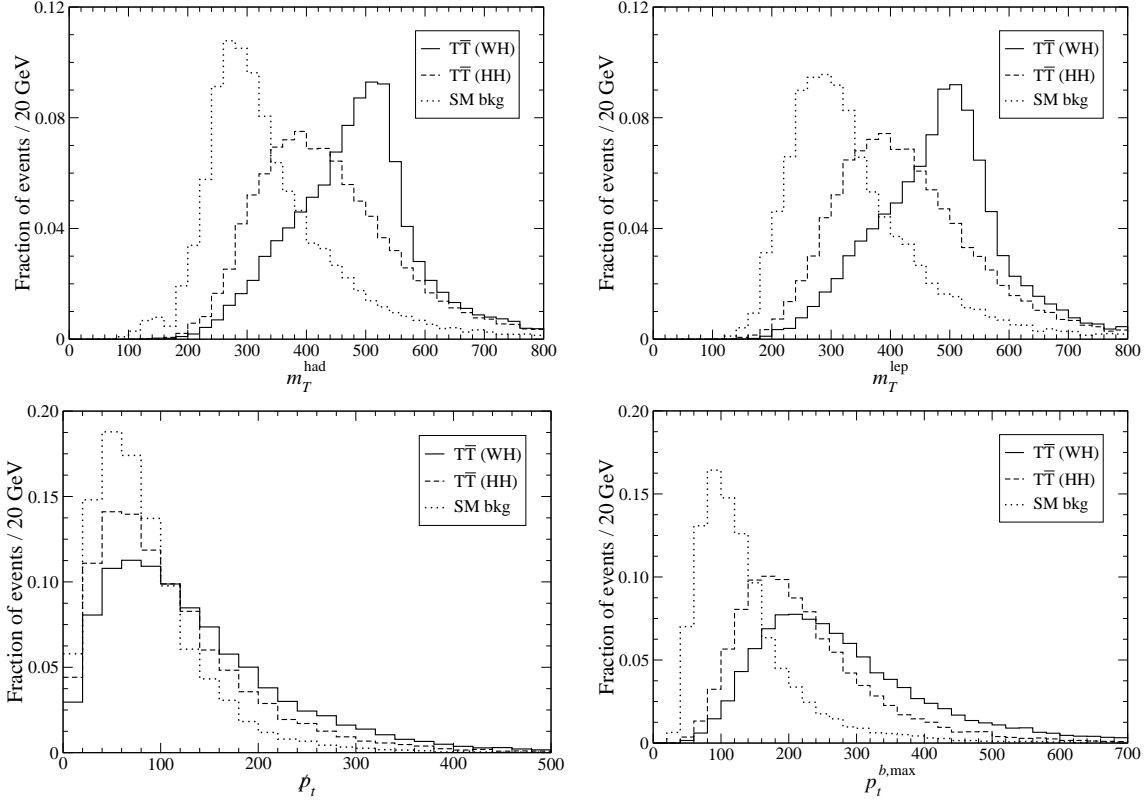 0.12
0.08
0.04
0
Fraction of events / 20 GeV
TT̅ (WH)
TT̅ (HH)
SM bkg
0 100 200 300 400 500 600 700 800
m_T^had
0.12
0.08
0.04
0
Fraction of events / 20 GeV
TT̅ (WH)
TT̅ (HH)
SM bkg
0 100 200 300 400 500 600 700 800
m_T^lep
0.20
0.15
0.10
0.05
0.00
Fraction of events / 20 GeV
TT̅ (WH)
TT̅ (HH)
SM bkg
0 100 200 300 400 500
p̸_t
0.20
0.15
0.10
0.05
0.00
Fraction of events / 20 GeV
TT̅ (WH)
TT̅ (HH)
SM bkg
0 100 200 300 400 500 600 700
p_t^b,max